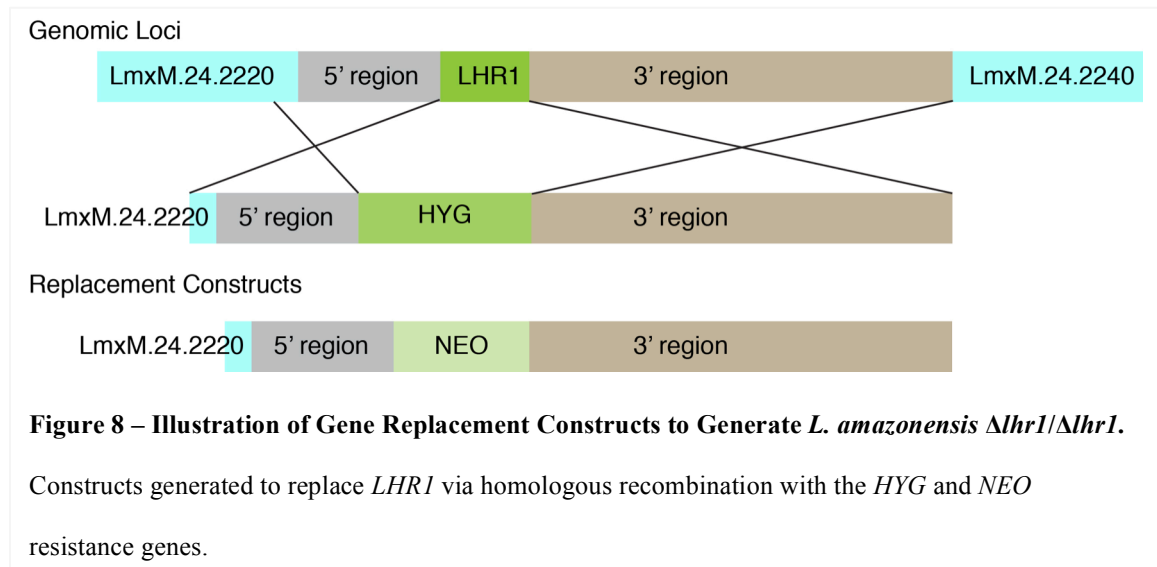 Genomic Loci
LmxM.24.2220 5’ region LHR1 3’ region LmxM.24.2240
LmxM.24.2220 5’ region HYG 3’ region
Replacement Constructs
LmxM.24.2220 5’ region NEO 3’ region
Figure 8 – Illustration of Gene Replacement Constructs to Generate L. amazonensis Δlhr1/Δlhr1.
Constructs generated to replace LHR1 via homologous recombination with the HYG and NEO
resistance genes.